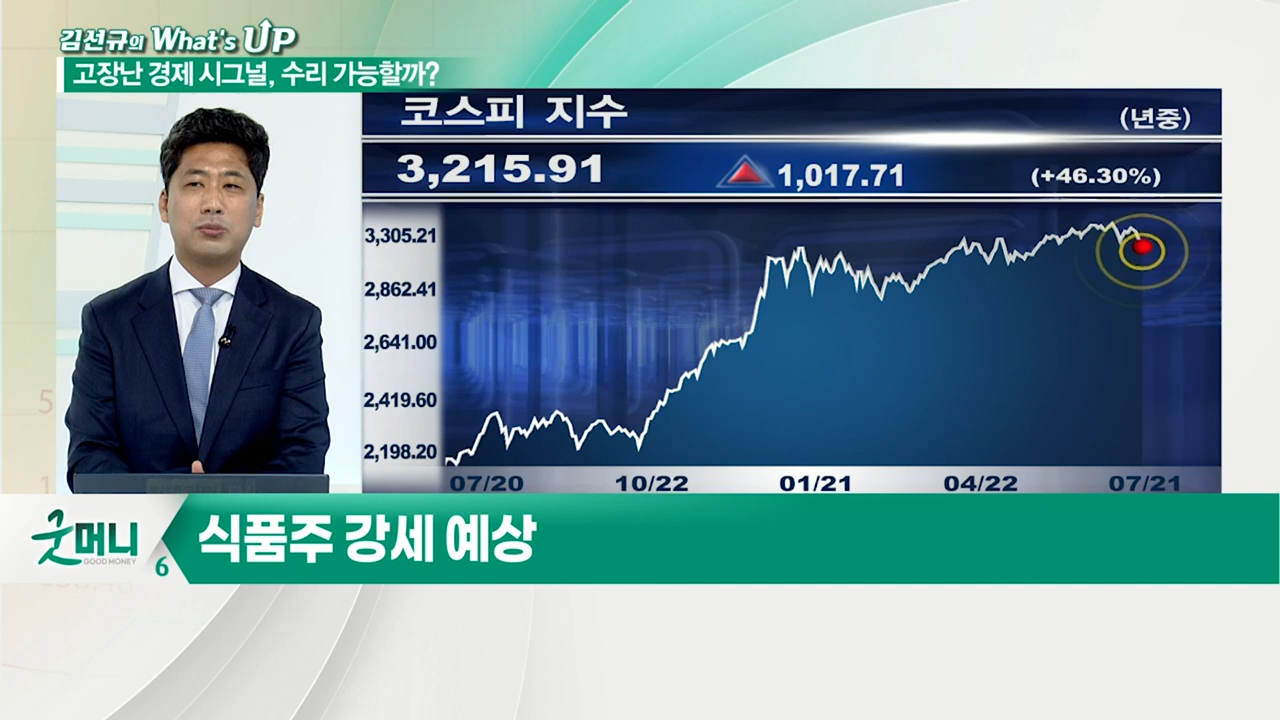 김선규의 What's UP
고장난 경제 시그널, 수리 가능할까?
코스피 지수
(년중)
3,215.91
1,017.71
(+46.30%)
3,305.21
2,862.41
2,641.00
2,419.60
2,198.20
07/20 10/22 01/21 04/22 07/21
굿머니
GOOD MONEY
6
식품주 강세 예상